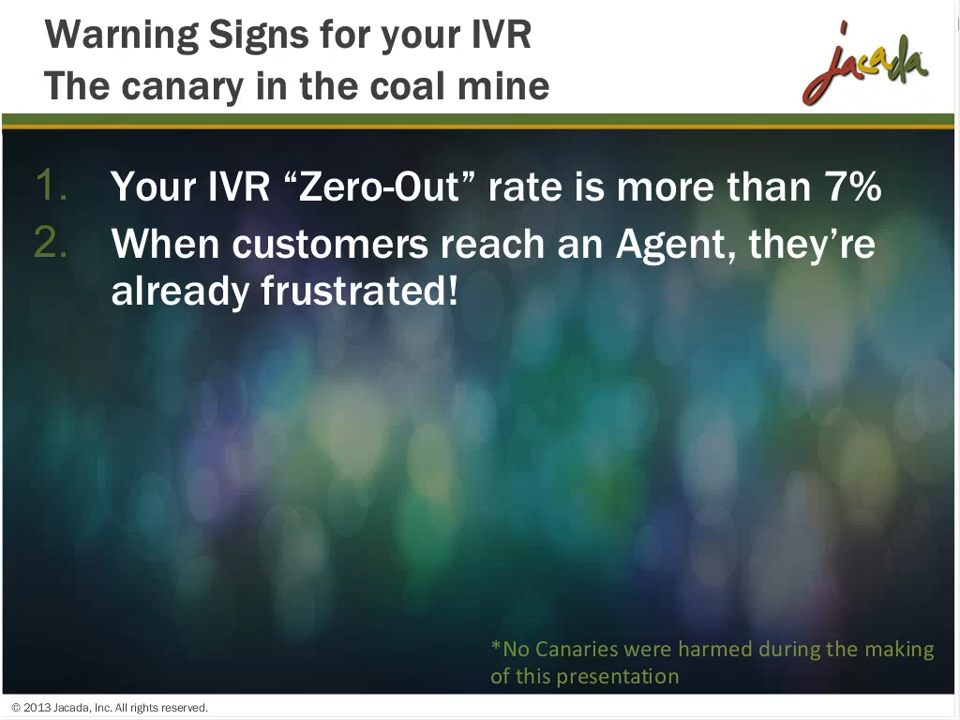 Warning Signs for your IVR
The canary in the coal mine
jacada
1. Your IVR “Zero-Out” rate is more than 7%
2. When customers reach an Agent, they’re
already frustrated!
*No Canaries were harmed during the making
of this presentation
© 2013 Jacada, Inc. All rights reserved.